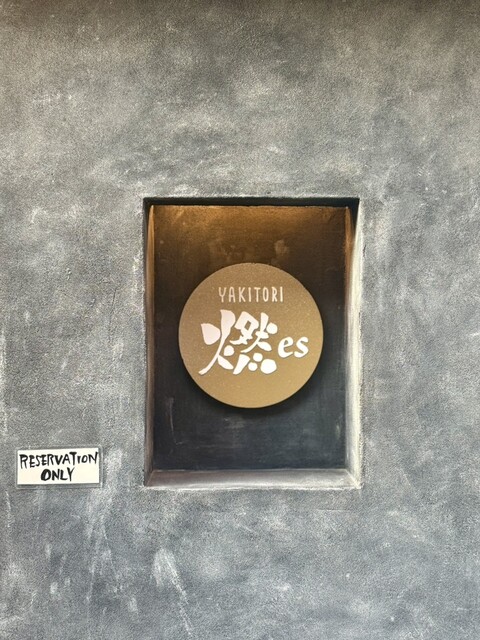 YAKITORI
燃es
RESERVATION
ONLY